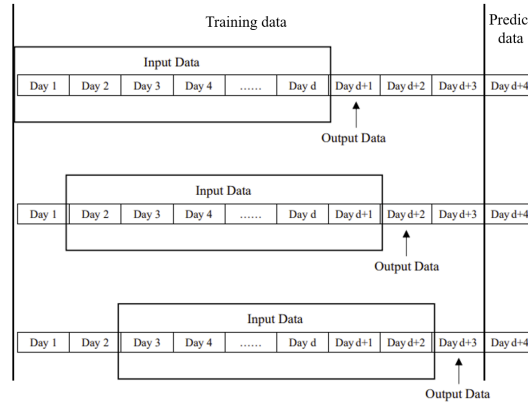 Training data
Predic
data
Input Data
Day 1 Day 2 Day 3 Day 4 ...... Day d Day d+1 Day d+2 Day d+3 Day d+4
Output Data
Input Data
Day 1 Day 2 Day 3 Day 4 ...... Day d Day d+1 Day d+2 Day d+3 Day d+4
Output Data
Input Data
Day 1 Day 2 Day 3 Day 4 ...... Day d Day d+1 Day d+2 Day d+3 Day d+4
Output Data